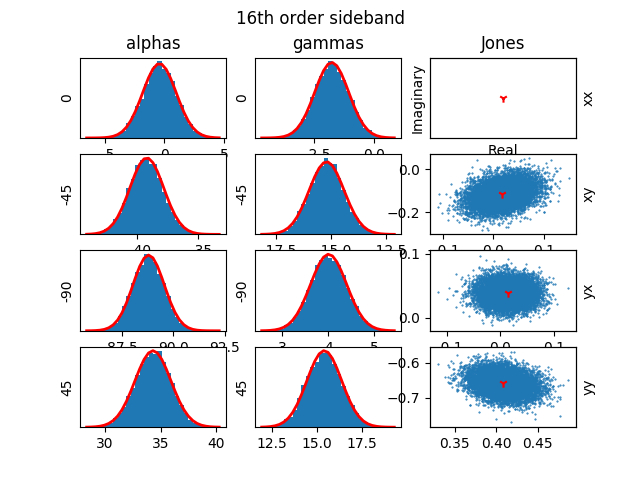 16th order sideband
alphas gammas Jones
0 0 Imaginary xx
5 0 5 2.5 0.0 Real
-45 -45 0.0 −0.2 xy
40 35 17.5 15.0 12.5 0.1 0.0 0.1
-90 -90 0.1 0.0 yx
87.5 90.0 92.5 3 4 5 0.1 0.0 0.1
45 45 −0.6 −0.7 yy
30 35 40 12.5 15.0 17.5 0.35 0.40 0.45